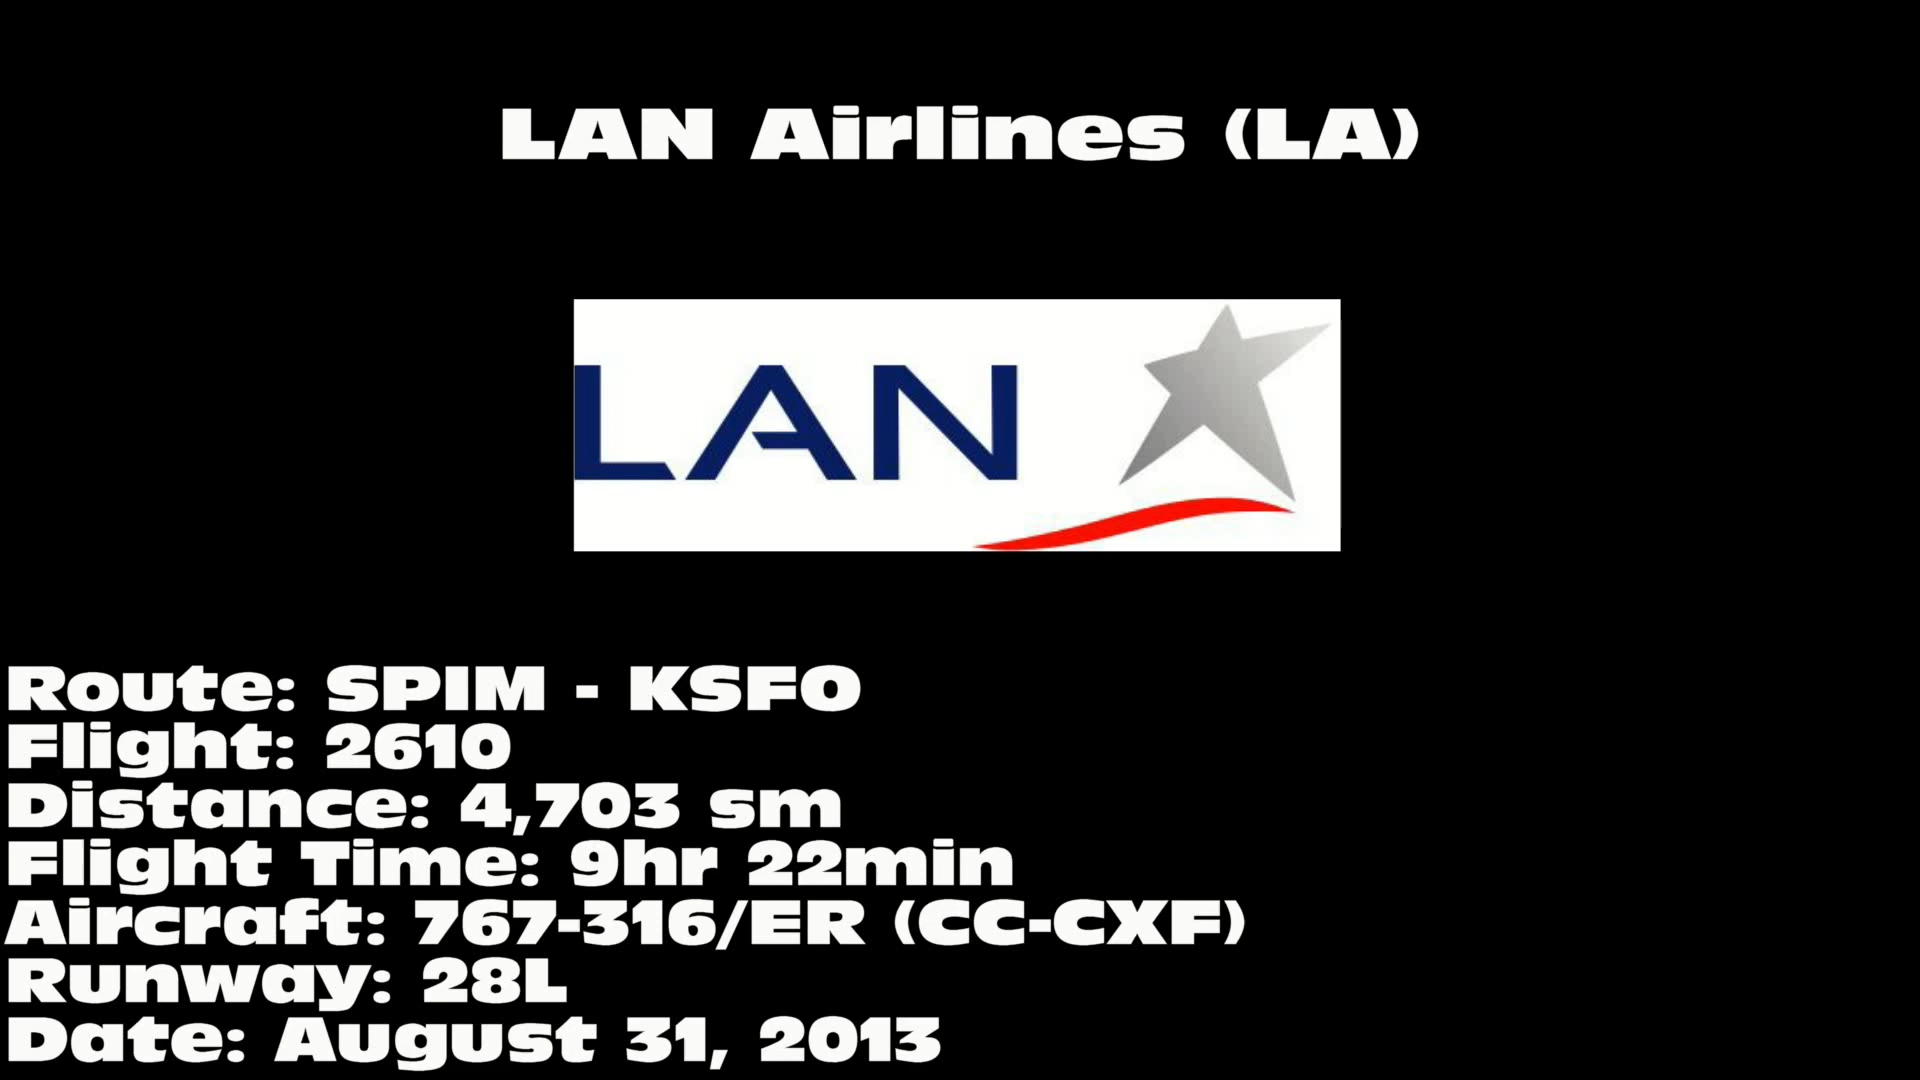 LAN Airlines (LA)
LAN
Route: SPIM - KSFO
Flight: 2610
Distance: 4,703 sm
Flight Time: 9hr 22min
Aircraft: 767-316/ER (CC-CXF)
Runway: 28L
Date: August 31, 2013